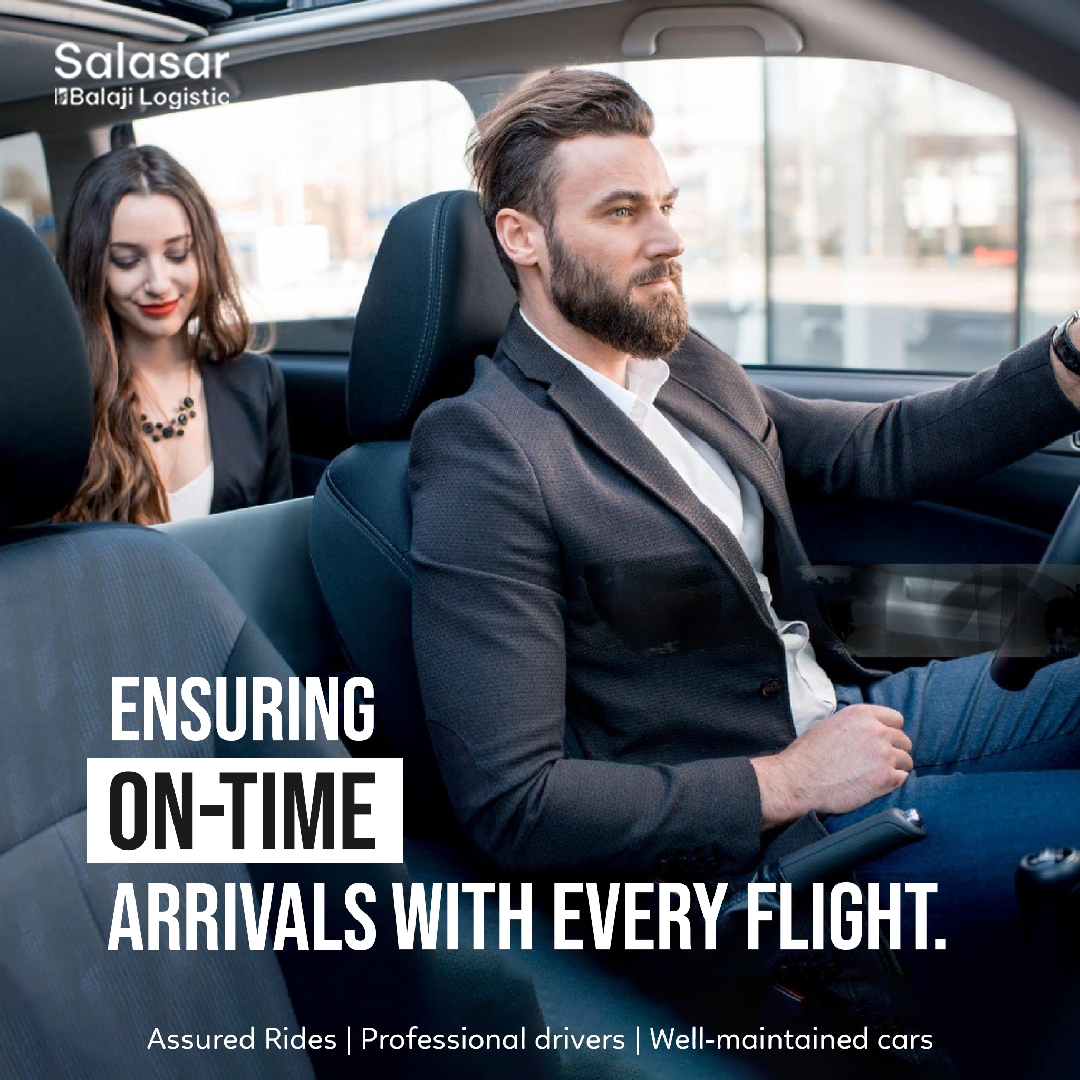 Salasar
Balaji Logistic
ENSURING
ON-TIME
ARRIVALS WITH EVERY FLIGHT.
Assured Rides | Professional drivers | Well-maintained cars